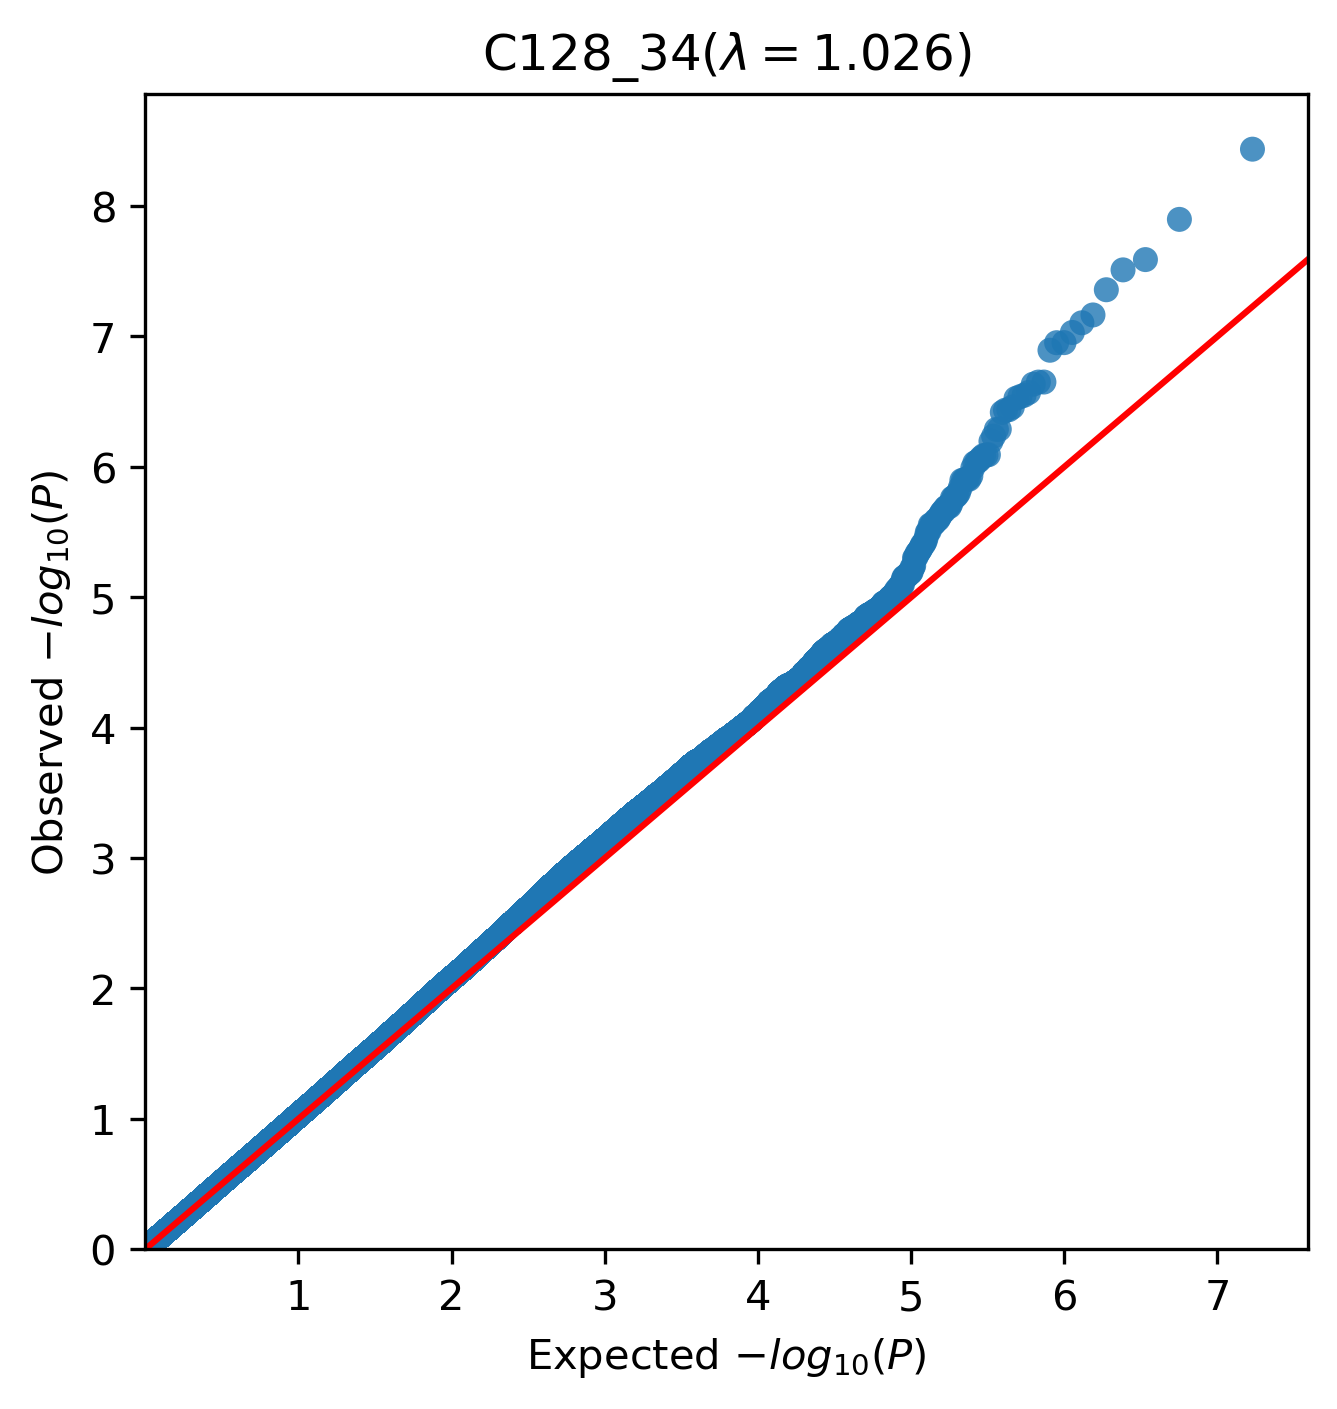 C128_34(λ = 1.026)
Observed −log₁₀(P)
8
7
6
5
4
3
2
1
0
1 2 3 4 5 6 7
Expected −log₁₀(P)